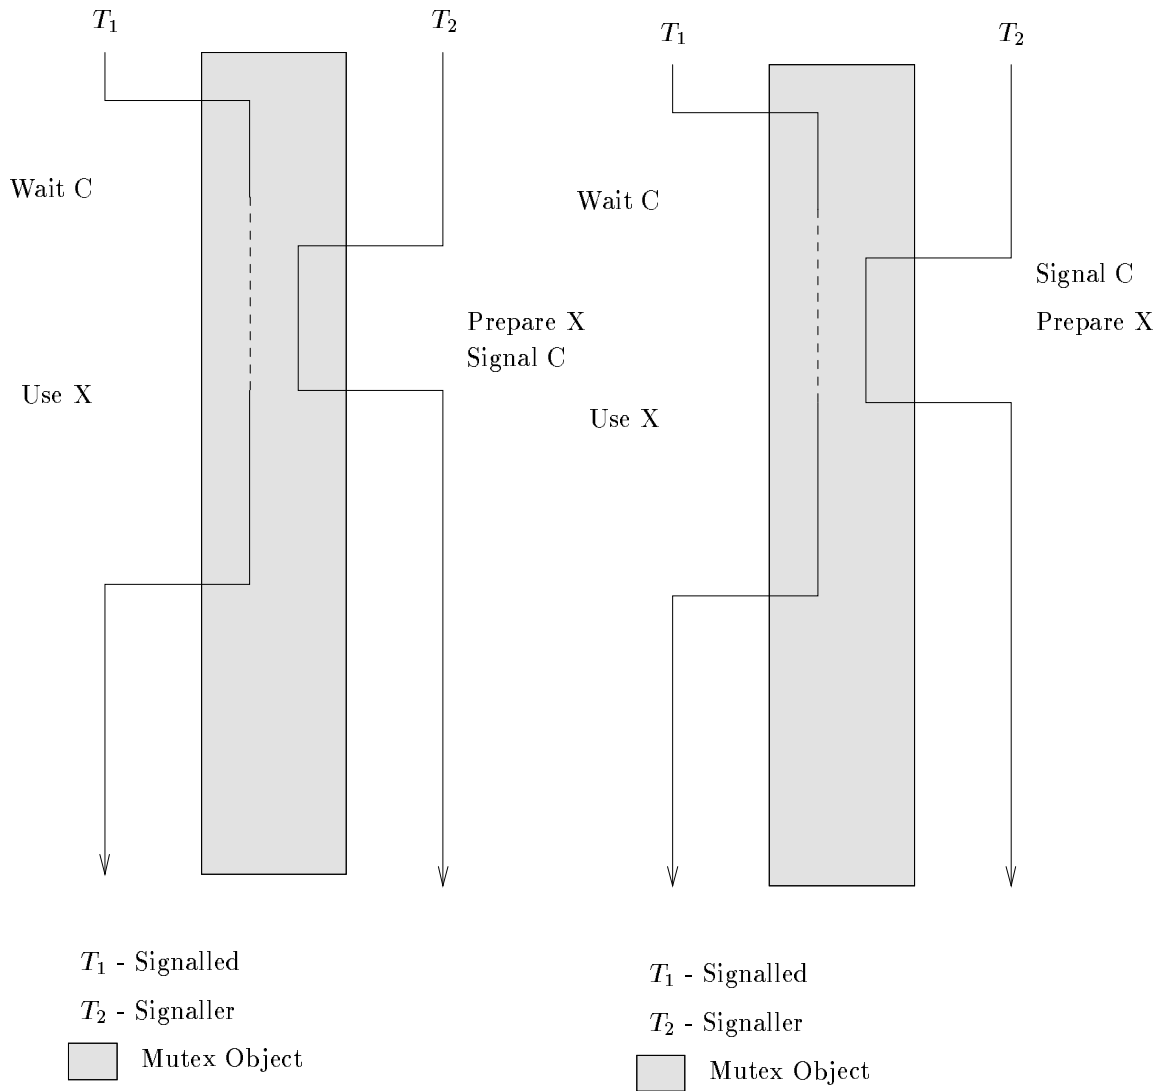 T₁
T₂
Wait C
Prepare X
Signal C
Use X
T₁ - Signalled
T₂ - Signaller
Mutex Object
T₁
T₂
Wait C
Signal C
Prepare X
Use X
T₁ - Signalled
T₂ - Signaller
Mutex Object